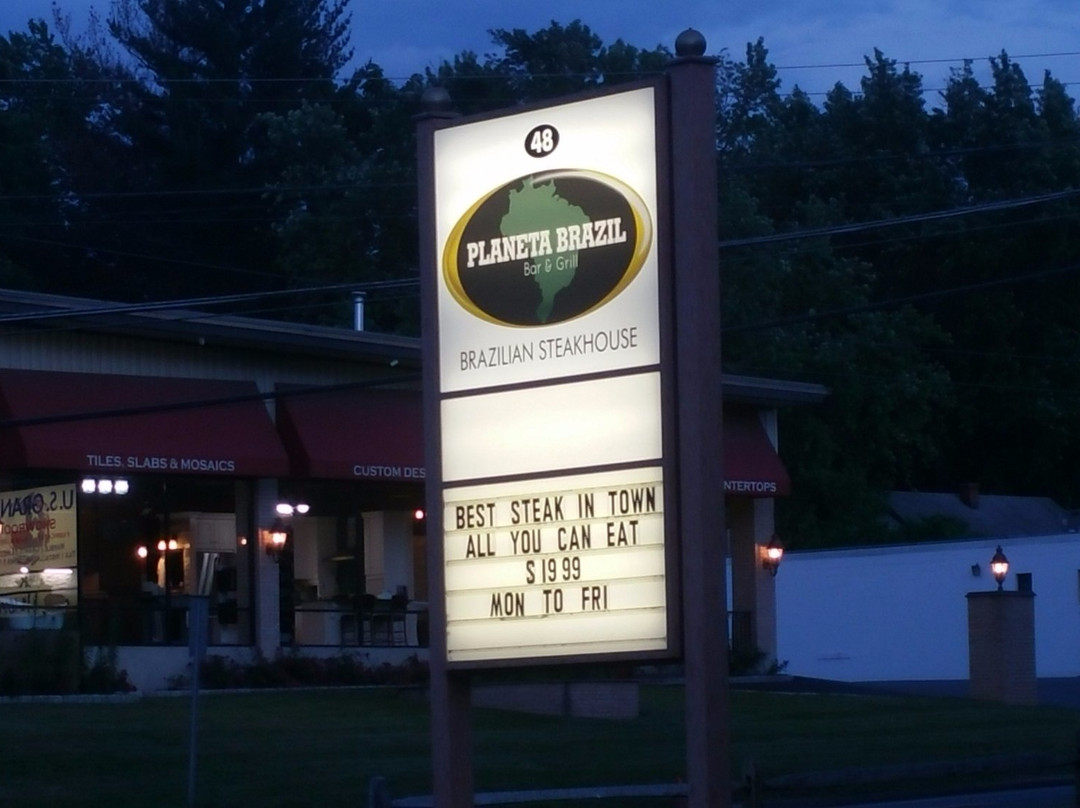 48
PLANETA BRAZIL
Bar & Grill
BRAZILIAN STEAKHOUSE
BEST STEAK IN TOWN
ALL YOU CAN EAT
$19 99
MON TO FRI
TILES, SLABS & MOSAICS
CUSTOM DES
NTERTOPS
U.S. GRAN